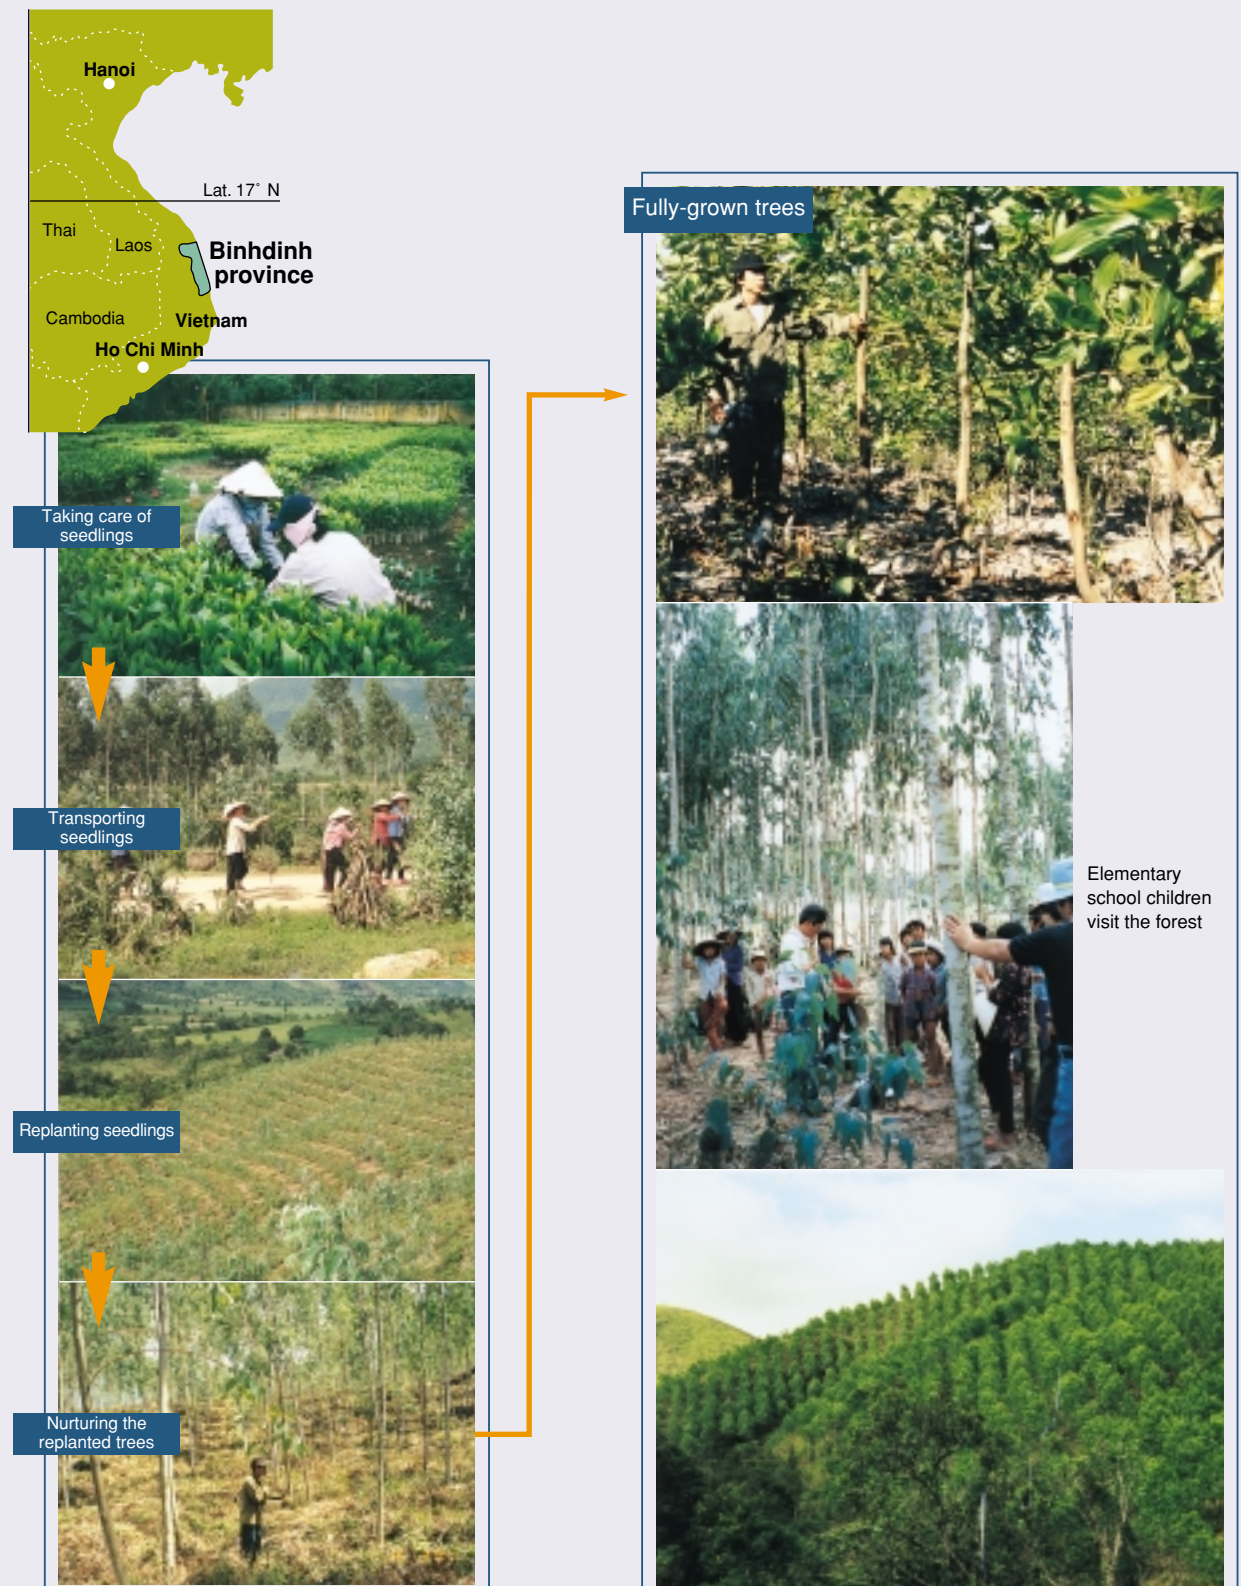 Hanoi
Lat. 17° N
Thai
Laos
Binhdinh
province
Cambodia
Vietnam
Ho Chi Minh
Taking care of
seedlings
Transporting
seedlings
Replanting seedlings
Nurturing the
replanted trees
Fully-grown trees
Elementary
school children
visit the forest